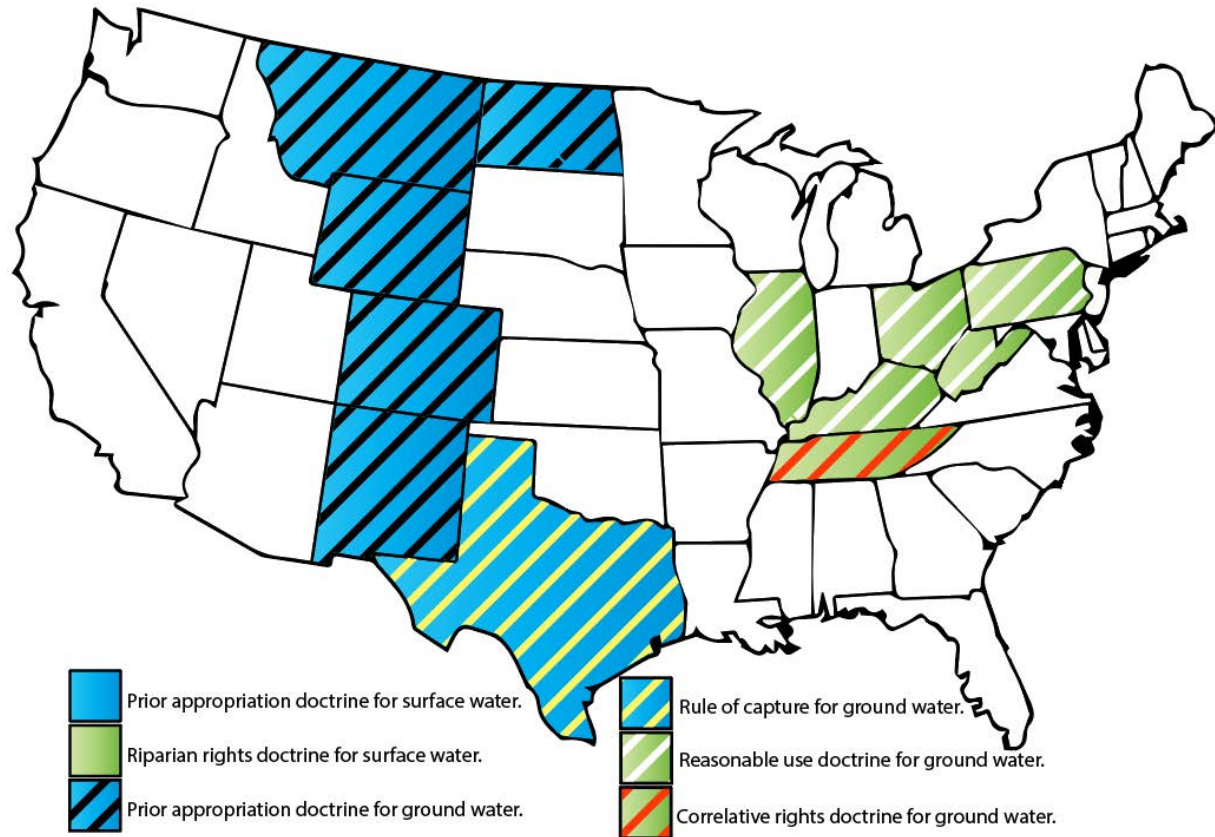 Prior appropriation doctrine for surface water.
Riparian rights doctrine for surface water.
Prior appropriation doctrine for ground water.
Rule of capture for ground water.
Reasonable use doctrine for ground water.
Correlative rights doctrine for ground water.